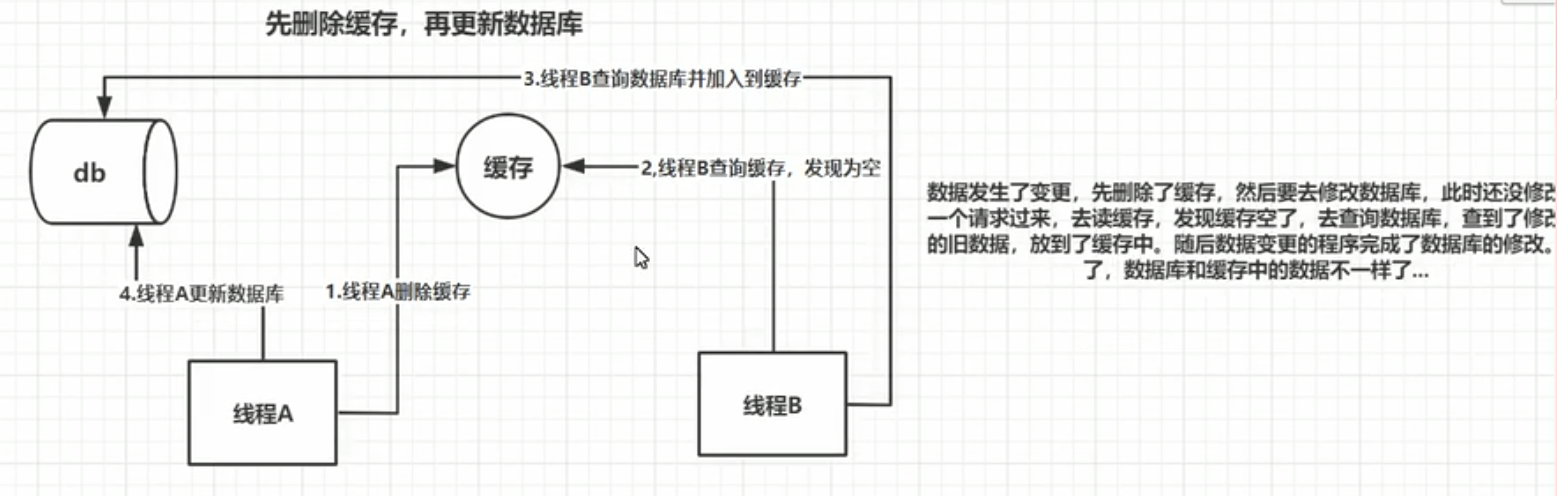 先删除缓存，再更新数据库
3.线程B查询数据库并加入到缓存
db
缓存
2,线程B查询缓存，发现为空
数据发生了变更，先删除了缓存，然后要去修改数据库，此时还没修改
一个请求过来，去读缓存，发现缓存空了，去查询数据库，查到了修改
的旧数据，放到了缓存中。随后数据变更的程序完成了数据库的修改。
了，数据库和缓存中的数据不一样了...
4.线程A更新数据库
1.线程A删除缓存
线程A
线程B